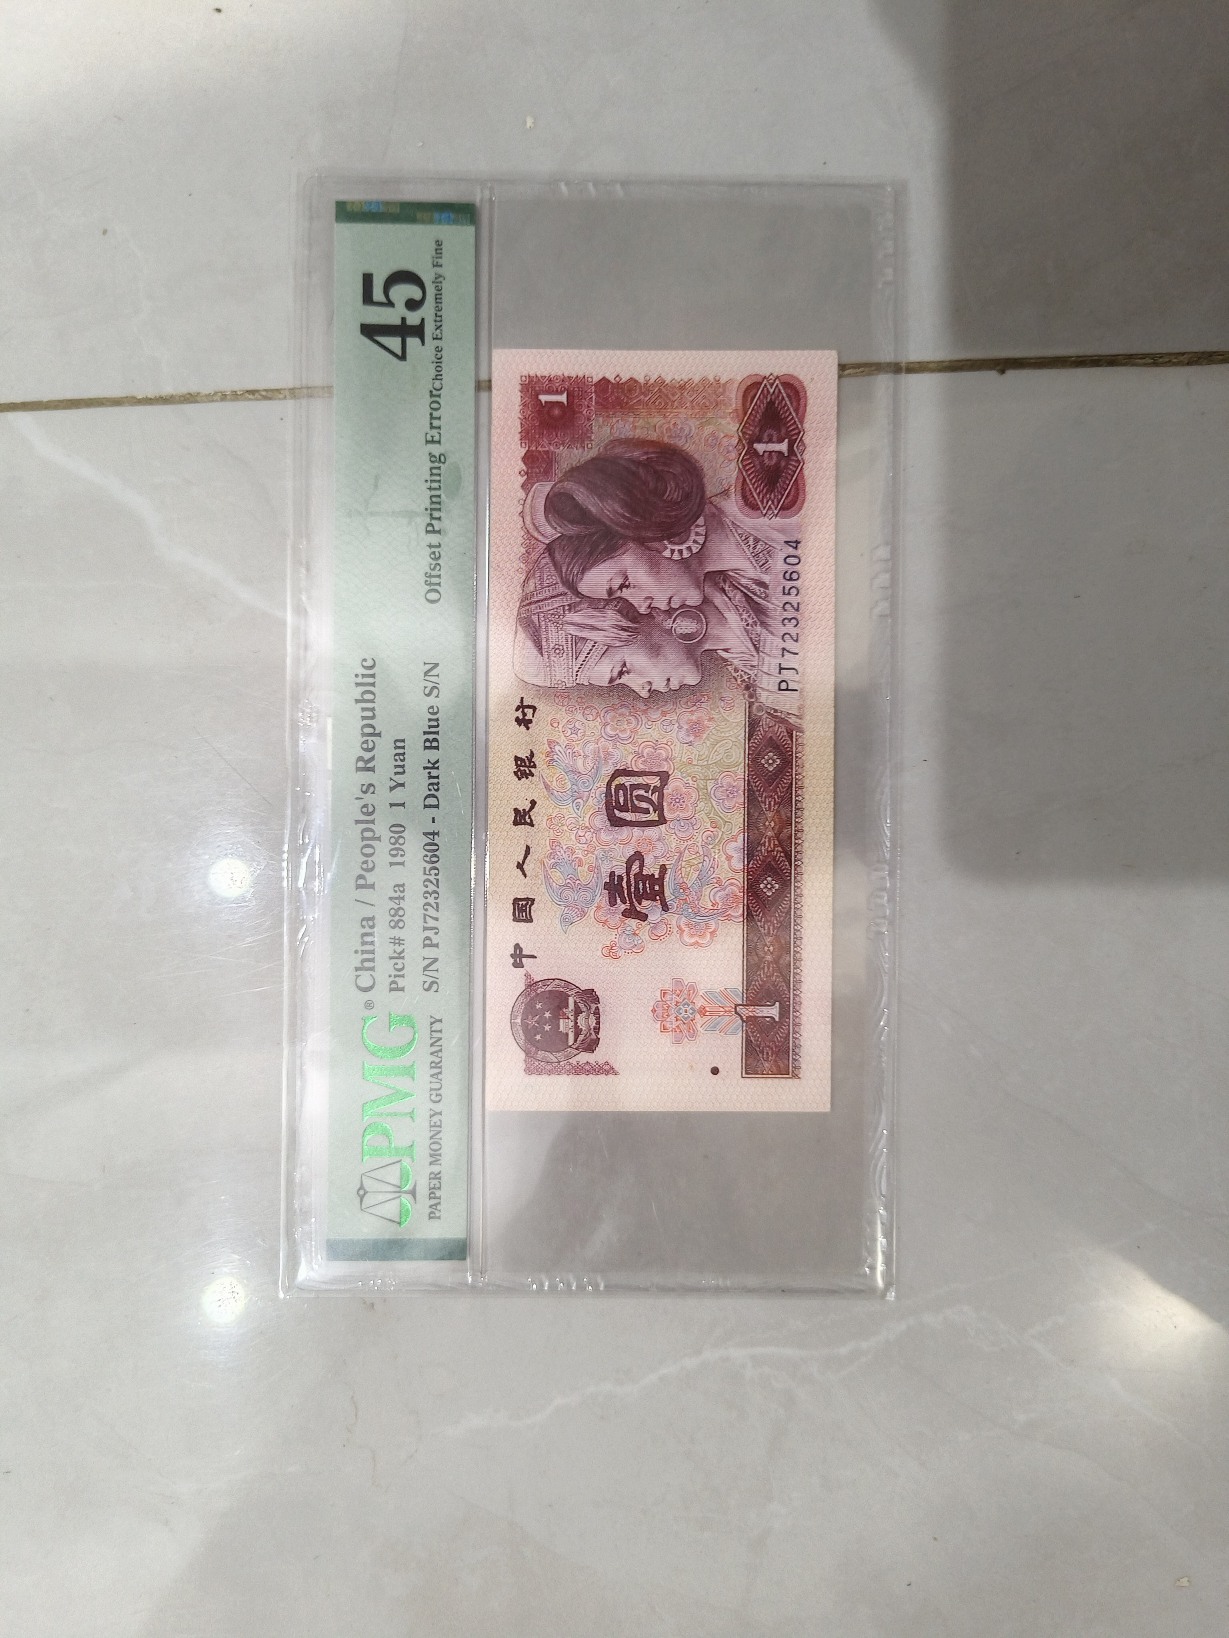 PMG® China / People's Republic
Pick# 884a 1980 1 Yuan
PAPER MONEY GUARANTY S/N PJ72325604 - Dark Blue S/N
Offset Printing Error
45
Choice Extremely Fine
中国人民银行
1
壹圆
1
PJ72325604
1